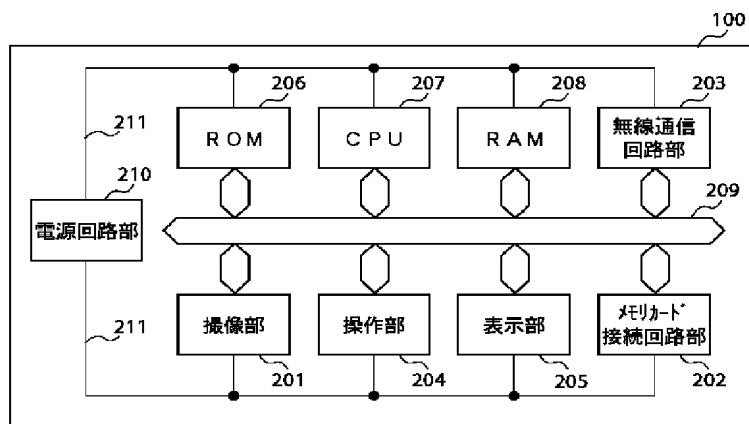 100
206
207
208
203
ROM
CPU
RAM
無線通信
回路部
211
210
電源回路部
209
撮像部
操作部
表示部
メモリカード
接続回路部
211
201
204
205
202